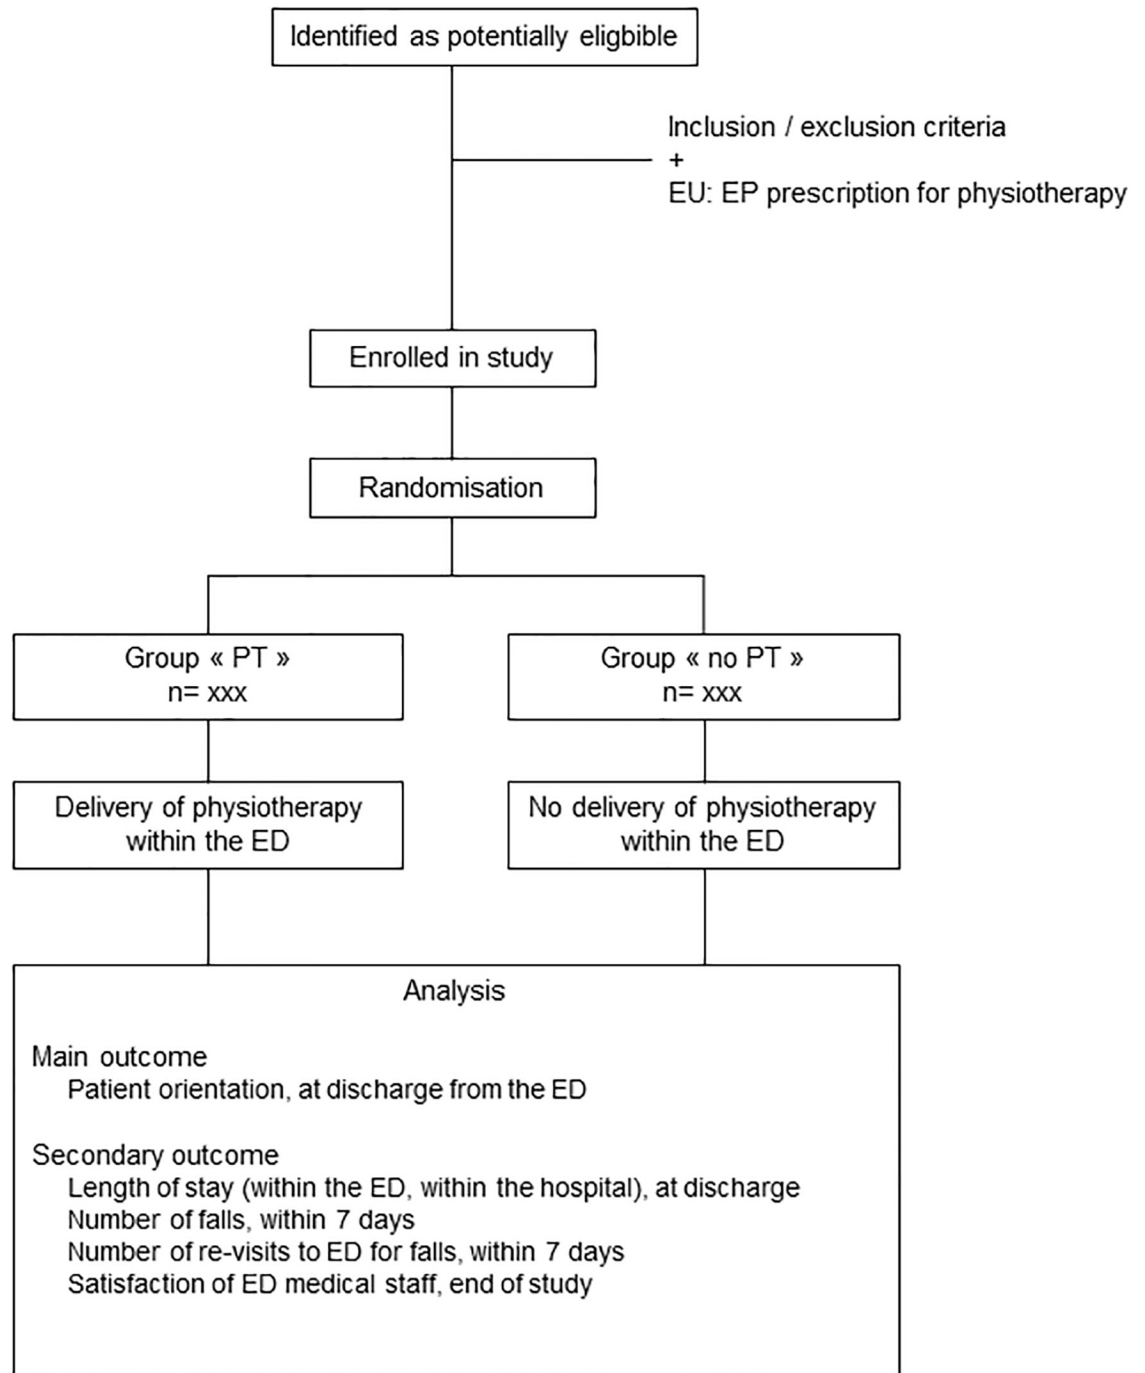 Identified as potentially eligbible
Inclusion / exclusion criteria
+
EU: EP prescription for physiotherapy
Enrolled in study
Randomisation
Group « PT »
n= xxx
Group « no PT »
n= xxx
Delivery of physiotherapy
within the ED
No delivery of physiotherapy
within the ED
Analysis
Main outcome
Patient orientation, at discharge from the ED
Secondary outcome
Length of stay (within the ED, within the hospital), at discharge
Number of falls, within 7 days
Number of re-visits to ED for falls, within 7 days
Satisfaction of ED medical staff, end of study